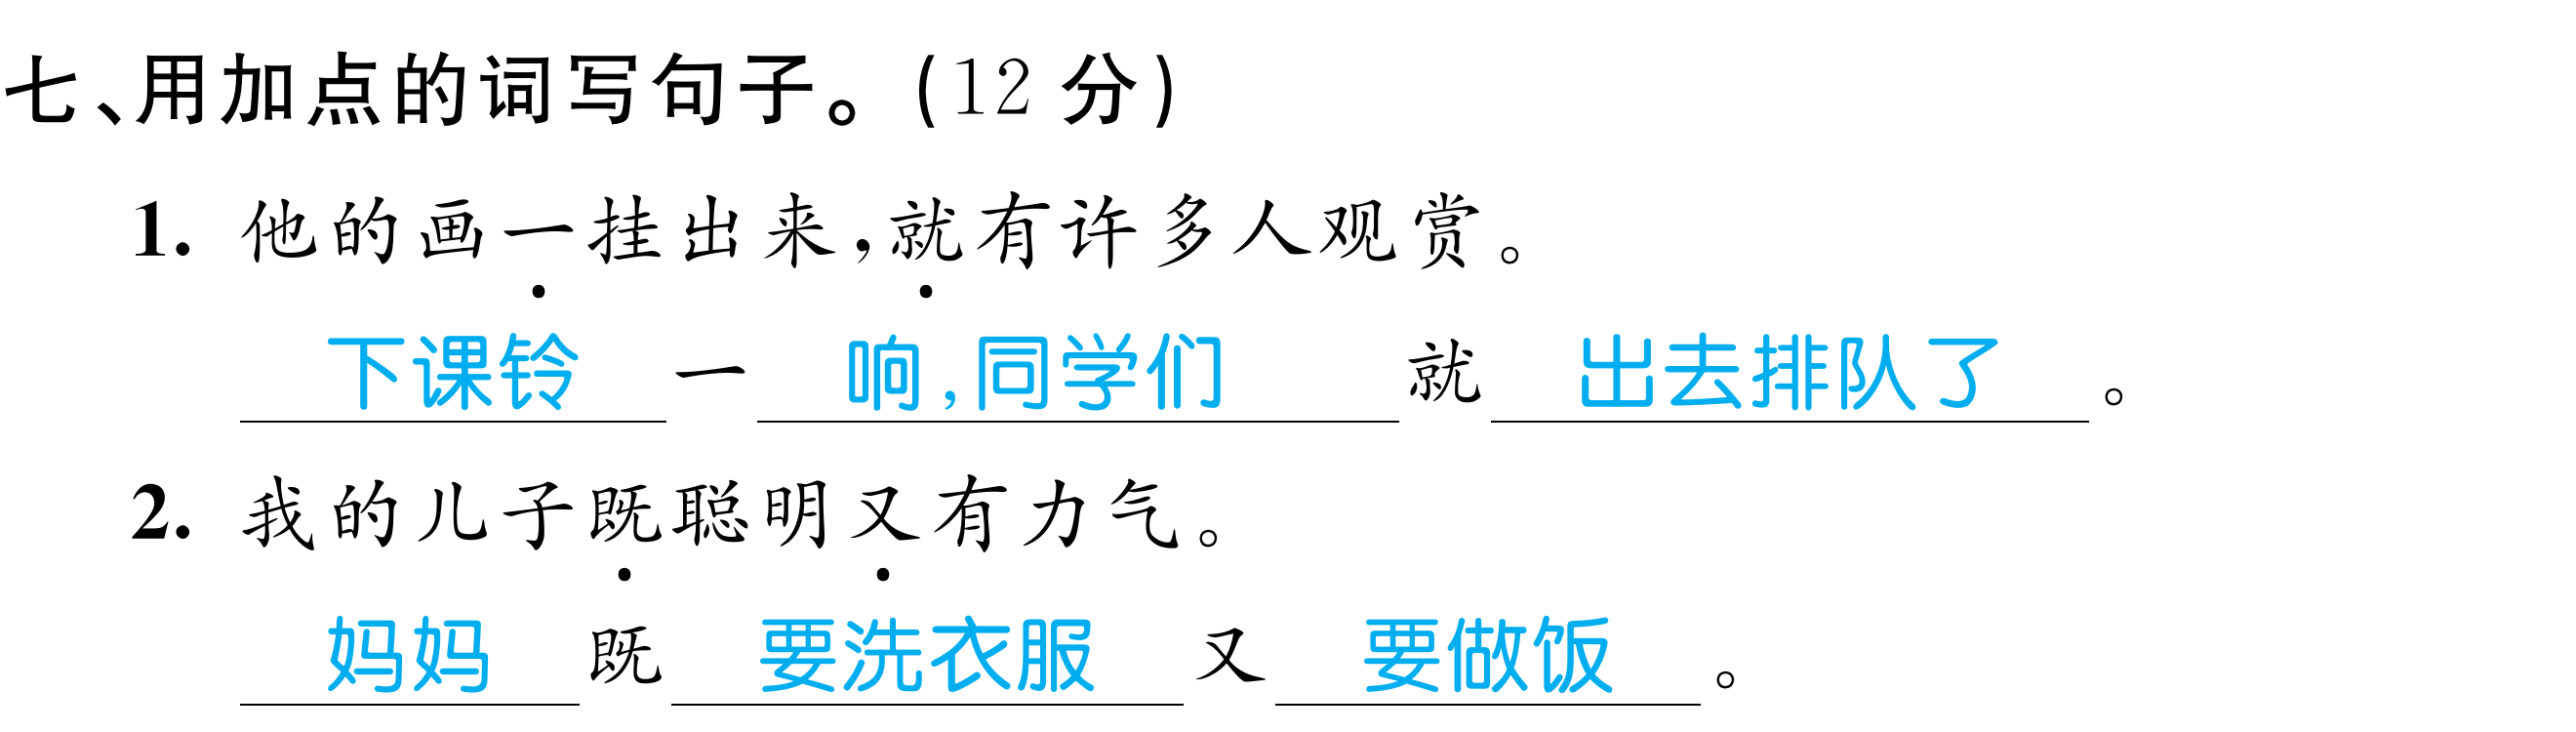 七、用加点的词写句子。(12 分)
1. 他的画一挂出来,就有许多人观赏。
下课铃 一 响,同学们 就 出去排队了 。
2. 我的儿子既聪明又有力气。
妈妈 既 要洗衣服 又 要做饭 。